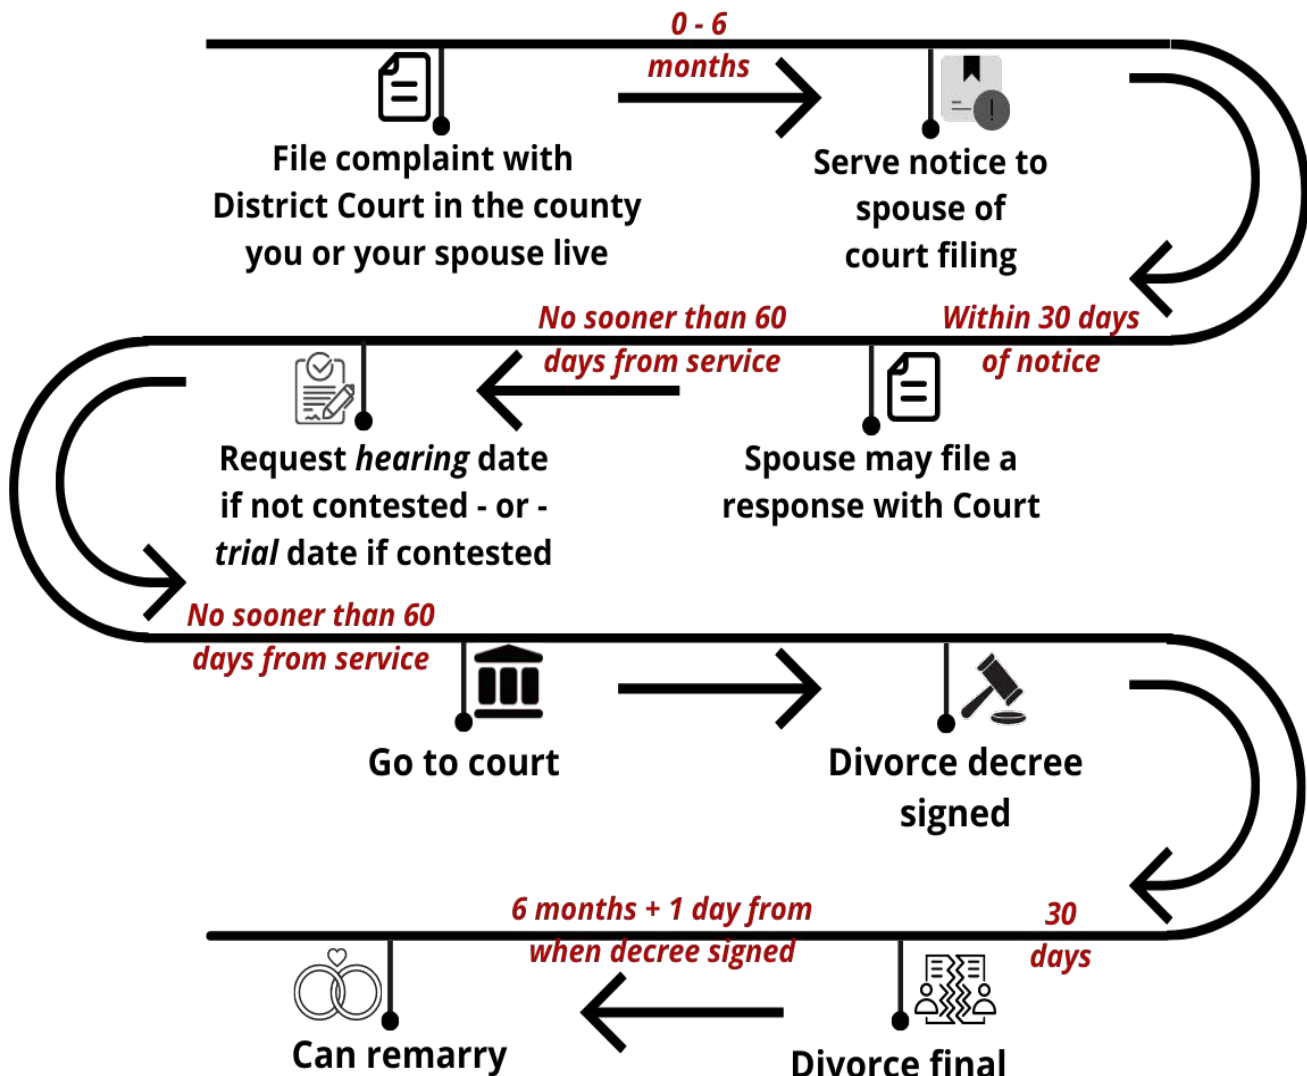 0 - 6
months
File complaint with
District Court in the county
you or your spouse live
Serve notice to
spouse of
court filing
Within 30 days
of notice
Spouse may file a
response with Court
No sooner than 60
days from service
Request hearing date
if not contested - or -
trial date if contested
No sooner than 60
days from service
Go to court
Divorce decree
signed
30
days
Divorce final
6 months + 1 day from
when decree signed
Can remarry